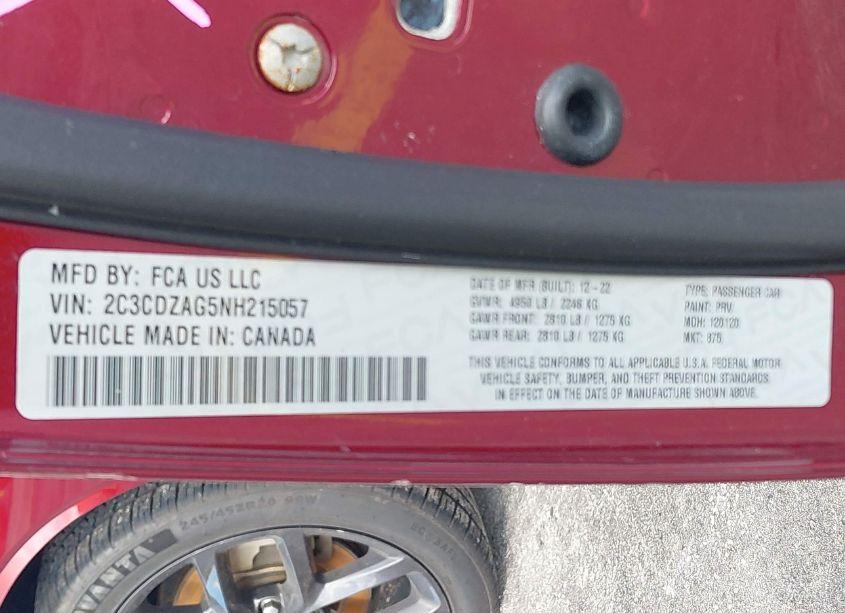 MFD BY: FCA US LLC
VIN: 2C3CDZAG5NH215057
VEHICLE MADE IN: CANADA
DATE OF MFR (BUILT): 12-22
GVWR: 4950 LB / 2246 KG
GAWR FRONT: 2810 LB / 1275 KG
GAWR REAR: 2810 LB / 1275 KG
TYPE: PASSENGER CAR
PAINT: PRV
MDH: 120120
MKT: 875
THIS VEHICLE CONFORMS TO ALL APPLICABLE U.S.A. FEDERAL MOTOR
VEHICLE SAFETY, BUMPER, AND THEFT PREVENTION STANDARDS
IN EFFECT ON THE DATE OF MANUFACTURE SHOWN ABOVE.
245/45ZR20 99W